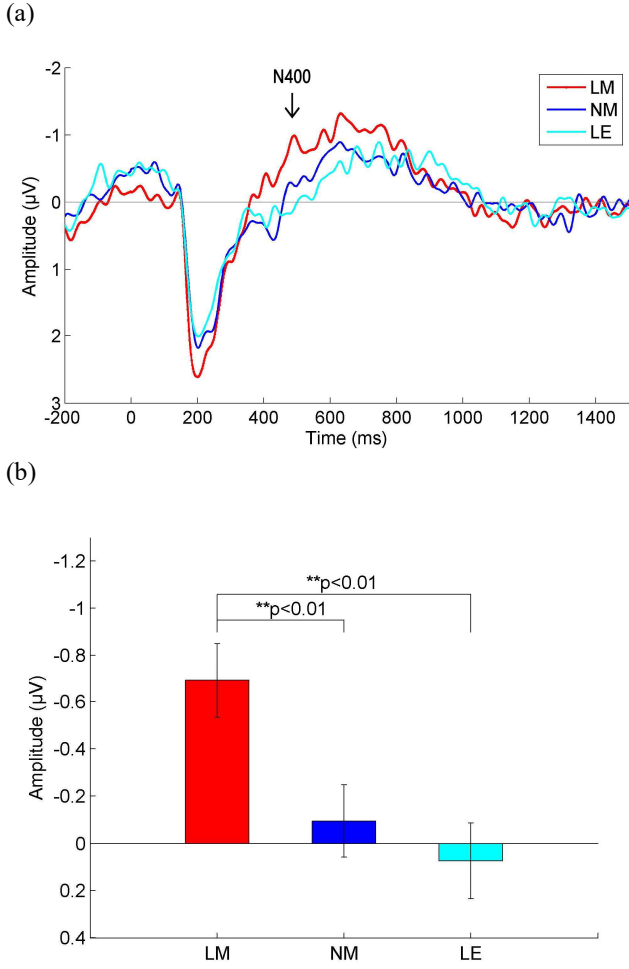 (a)
N400
LM
NM
LE
-2
-1
0
1
2
3
Amplitude (μV)
-200 0 200 400 600 800 1000 1200 1400
Time (ms)
(b)
-1.2
-1
-0.8
-0.6
-0.4
-0.2
0
0.2
0.4
Amplitude (μV)
**p<0.01
**p<0.01
LM NM LE